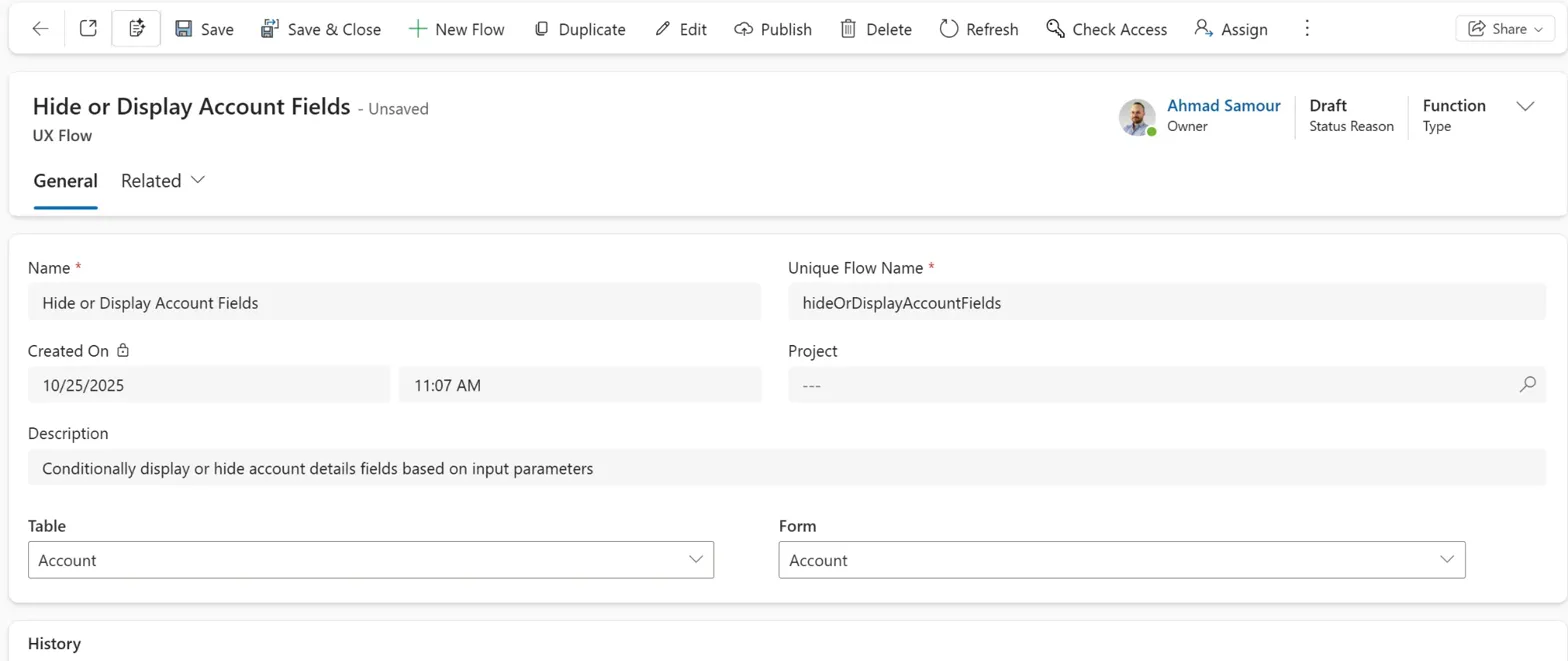 Save Save & Close New Flow Duplicate Edit Publish Delete Refresh Check Access Assign Share
Hide or Display Account Fields - Unsaved
UX Flow
Ahmad Samour
Owner
Draft
Status Reason
Function
Type
General Related
Name *
Hide or Display Account Fields
Unique Flow Name *
hideOrDisplayAccountFields
Created On
10/25/2025 11:07 AM
Project
---
Description
Conditionally display or hide account details fields based on input parameters
Table
Account
Form
Account
History